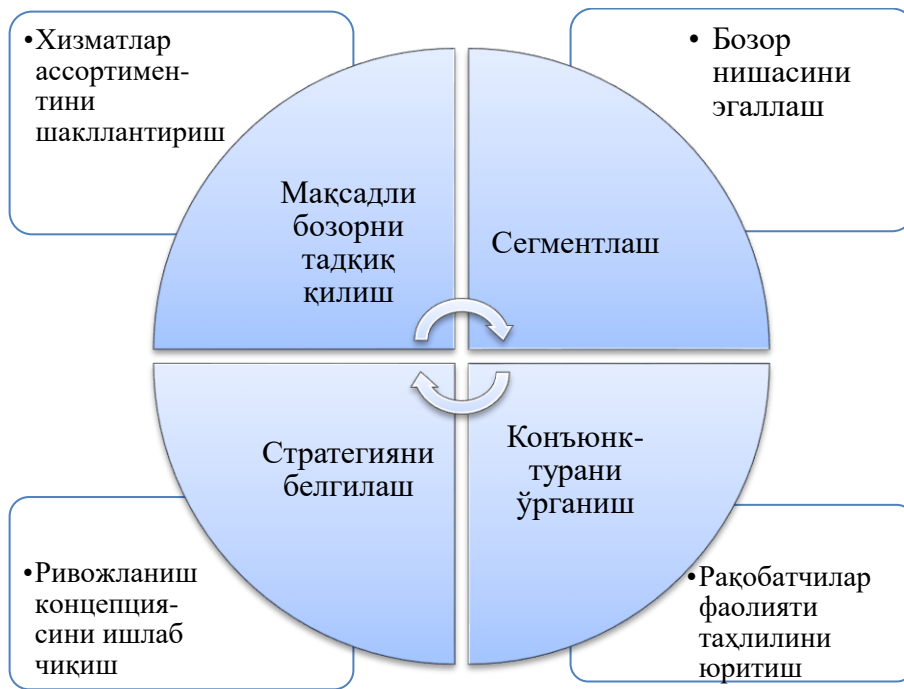 •Хизматлар
ассортимен-
тини
шакллантириш
• Бозор
нишасини
эгаллаш
Мақсадли
бозорни
тадқиқ
қилиш
Сегментлаш
Стратегияни
белгилаш
Конъюнк-
турани
ўрганиш
•Ривожланиш
концепция-
сини ишлаб
чиқиш
•Рақобатчилар
фаолияти
таҳлилини
юритиш